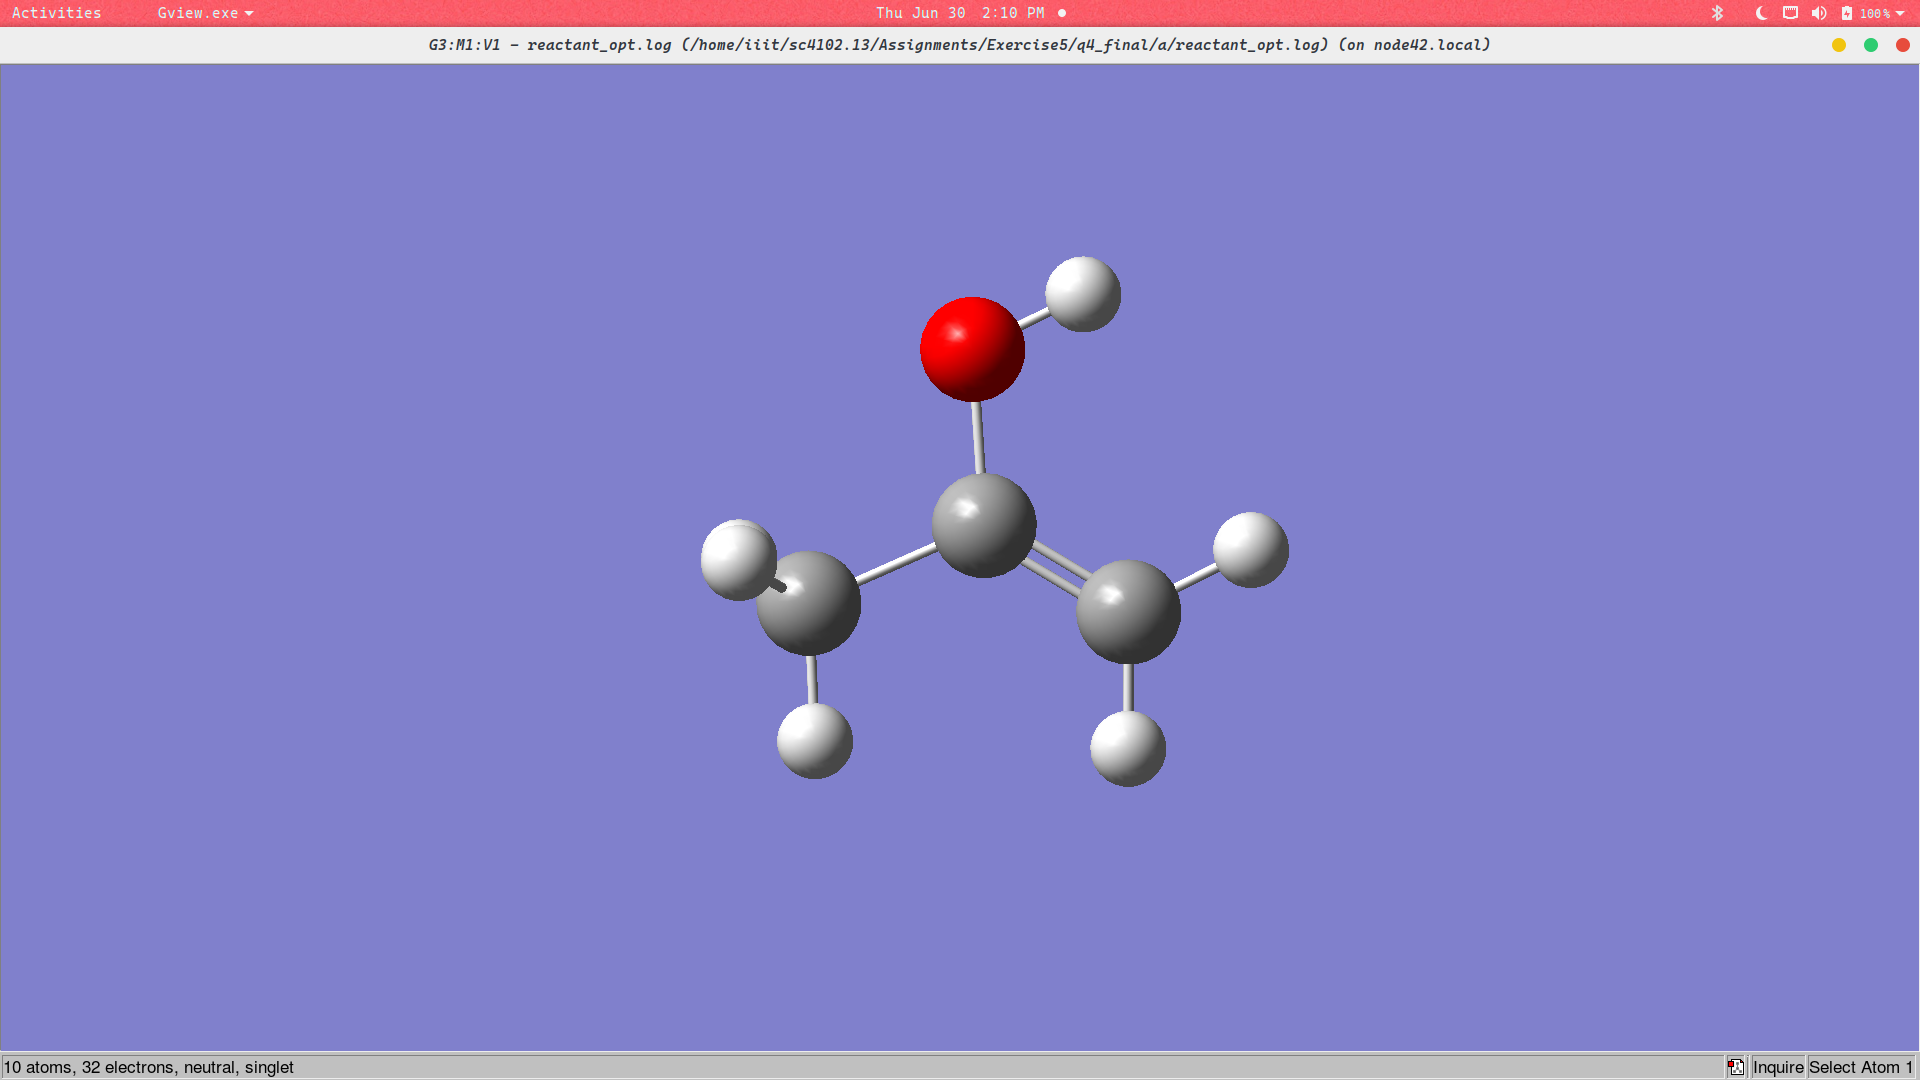 Activities Gview.exe Thu Jun 30 2:10 PM 100%
G3:M1:V1 - reactant_opt.log (/home/iiit/sc4102.13/Assignments/Exercise5/q4_final/a/reactant_opt.log) (on node42.local)
10 atoms, 32 electrons, neutral, singlet Inquire Select Atom 1